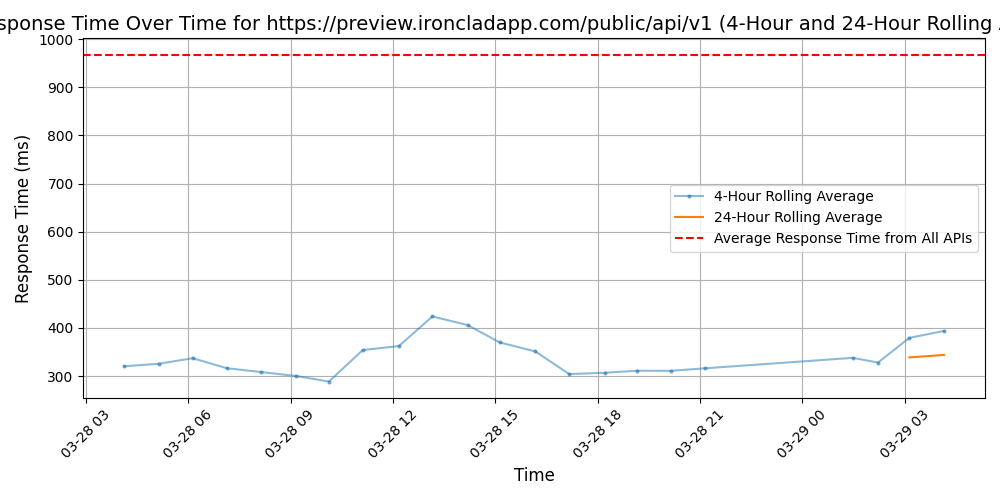 sponse Time Over Time for https://preview.ironcladapp.com/public/api/v1 (4-Hour and 24-Hour Rolling
Response Time (ms)
1000
900
800
700
600
500
400
300
4-Hour Rolling Average
24-Hour Rolling Average
Average Response Time from All APIs
03-28 03
03-28 06
03-28 09
03-28 12
03-28 15
03-28 18
03-28 21
03-29 00
03-29 03
Time